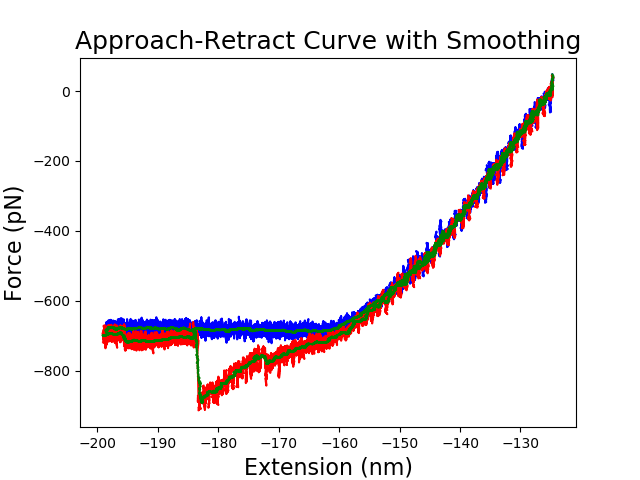 Approach-Retract Curve with Smoothing
Force (pN)
0
−200
−400
−600
−800
−200 −190 −180 −170 −160 −150 −140 −130
Extension (nm)